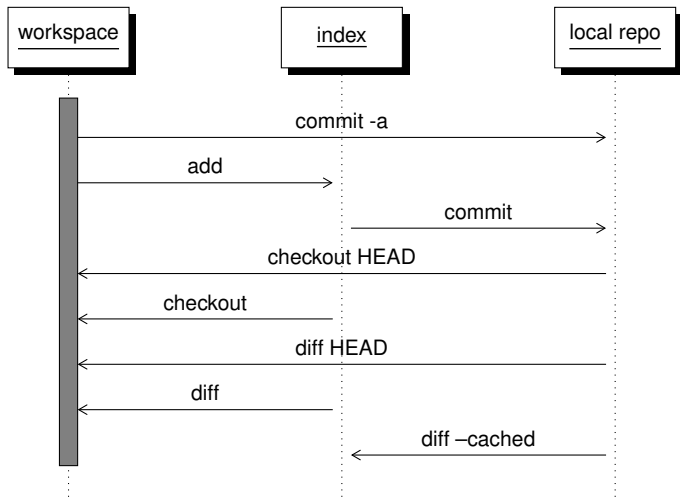 workspace
index
local repo
commit -a
add
commit
checkout HEAD
checkout
diff HEAD
diff
diff –cached